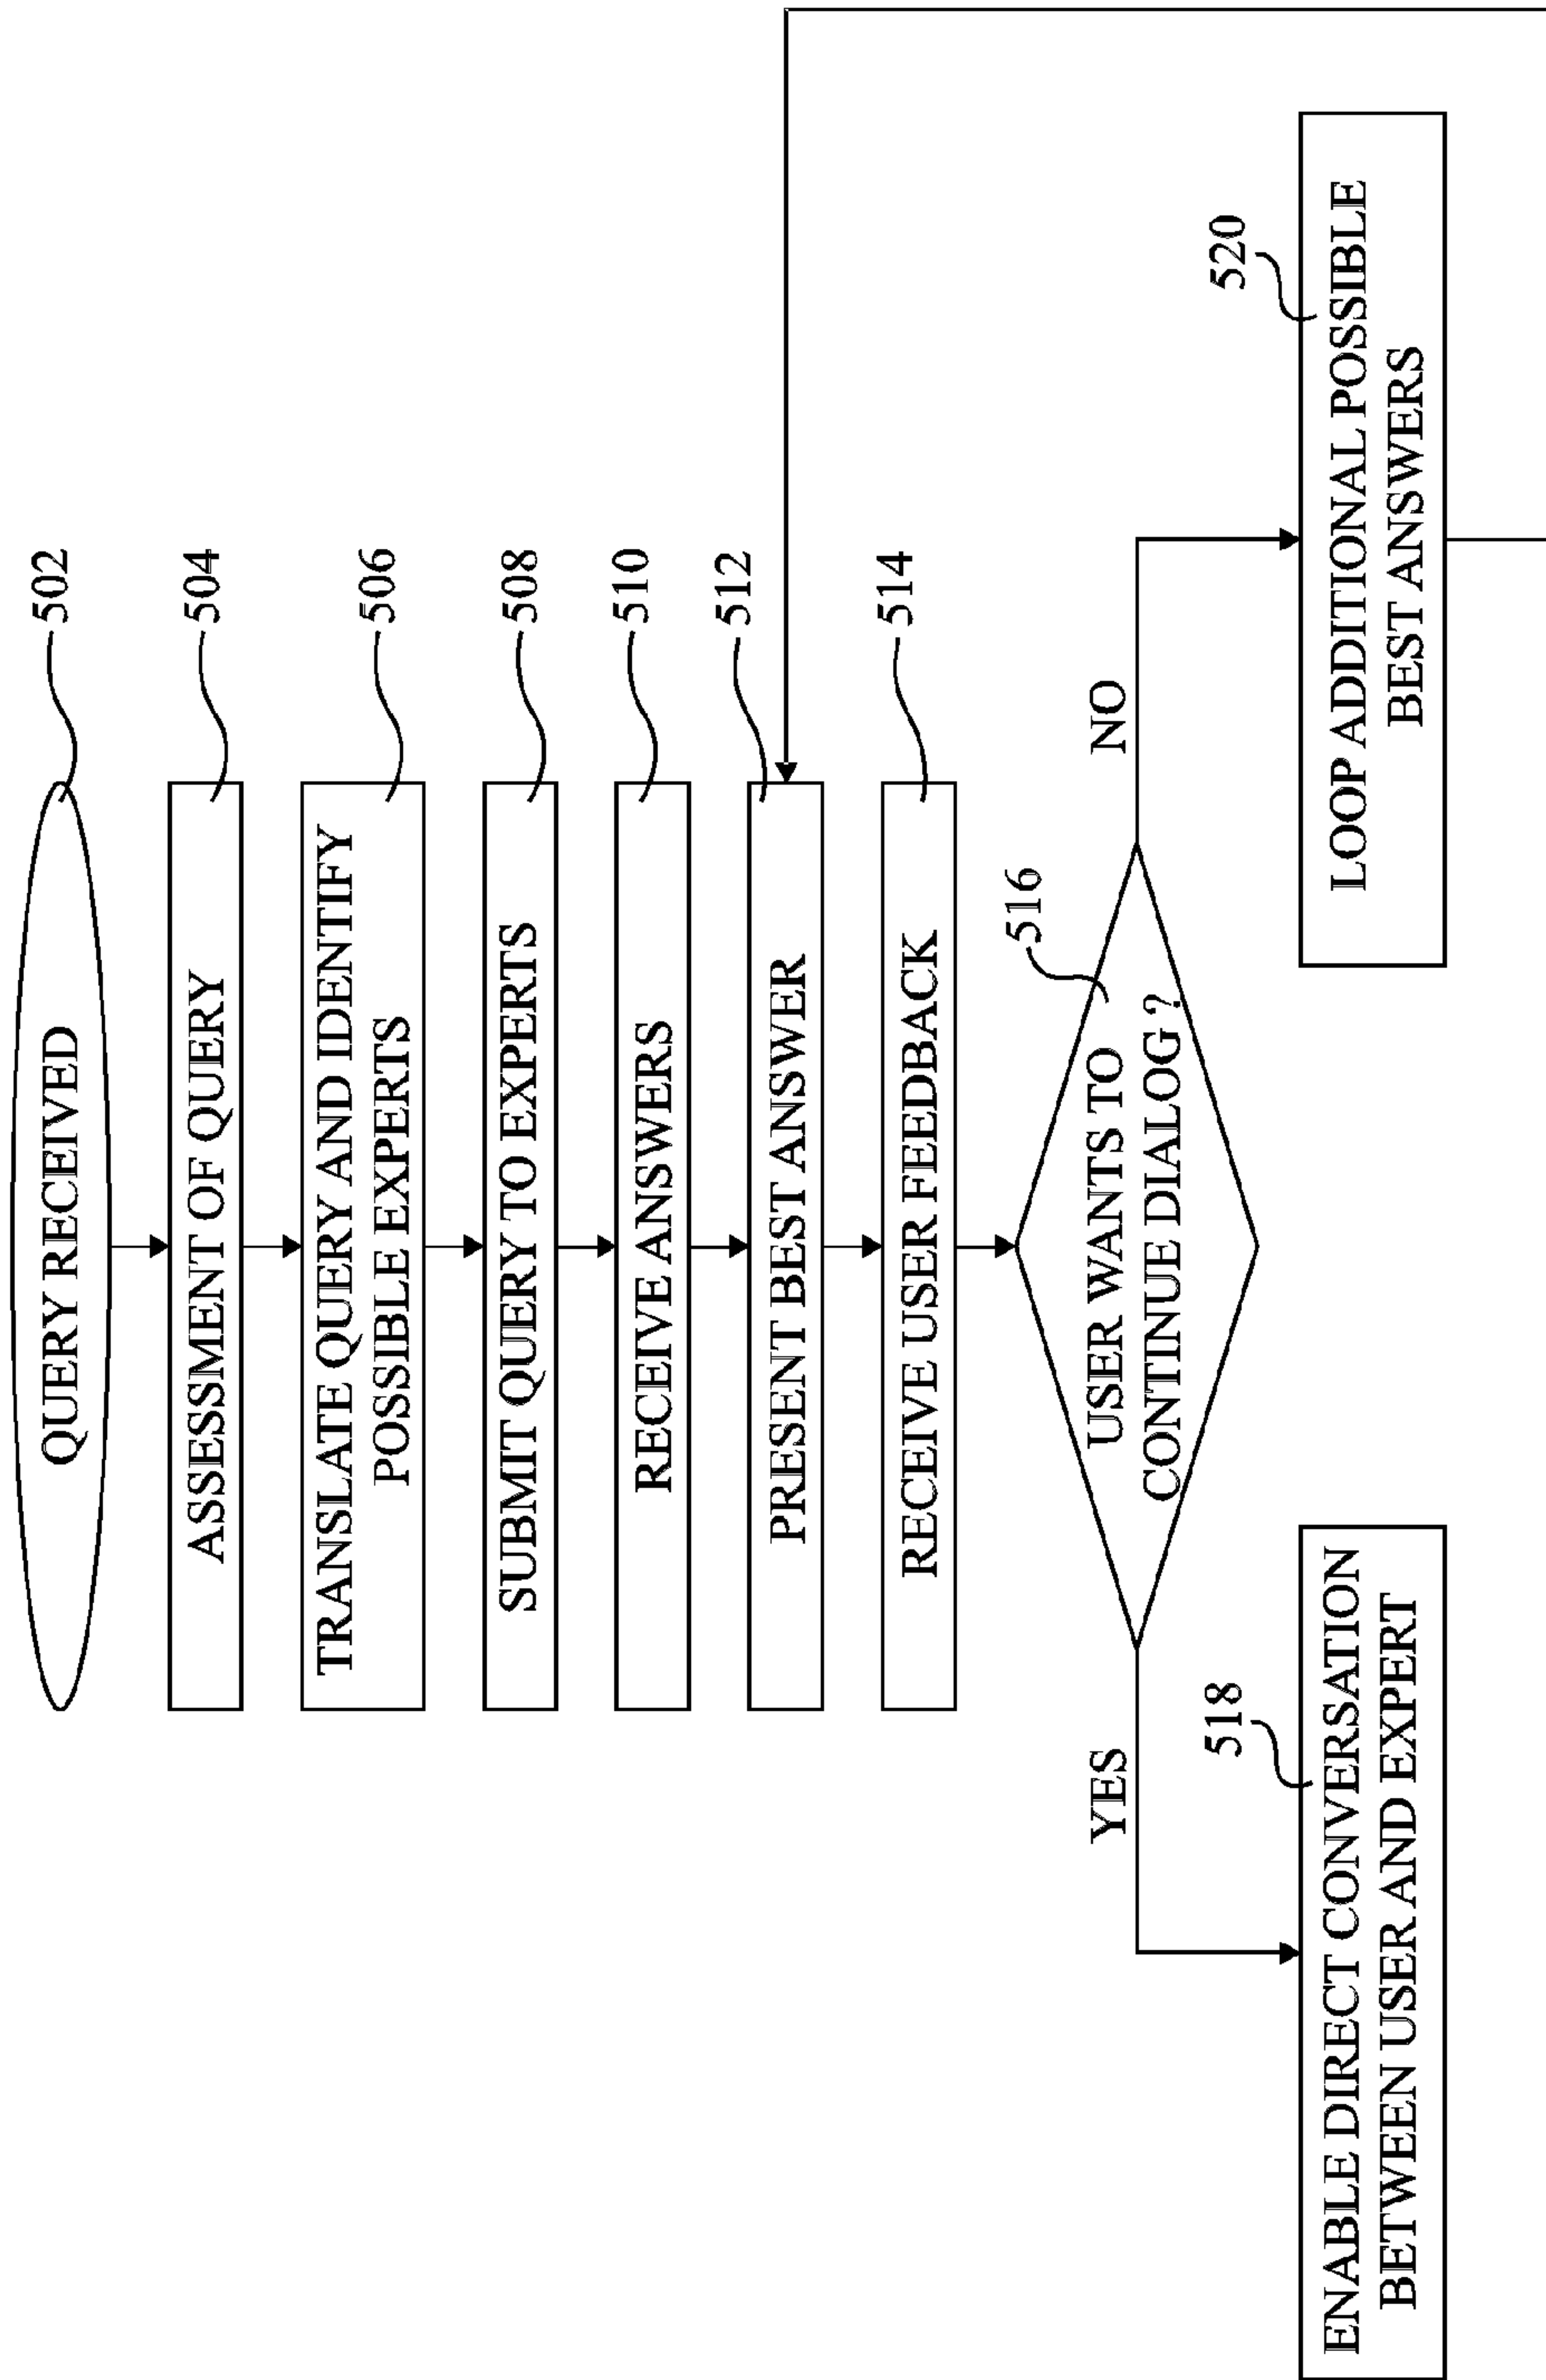 QUERY RECEIVED
502
ASSESSMENT OF QUERY
504
TRANSLATE QUERY AND IDENTIFY
POSSIBLE EXPERTS
506
SUBMIT QUERY TO EXPERTS
508
RECEIVE ANSWERS
510
PRESENT BEST ANSWER
512
RECEIVE USER FEEDBACK
514
USER WANTS TO
CONTINUE DIALOG ?
516
YES
NO
518
ENABLE DIRECT CONVERSATION
BETWEEN USER AND EXPERT
520
LOOP ADDITIONAL POSSIBLE
BEST ANSWERS